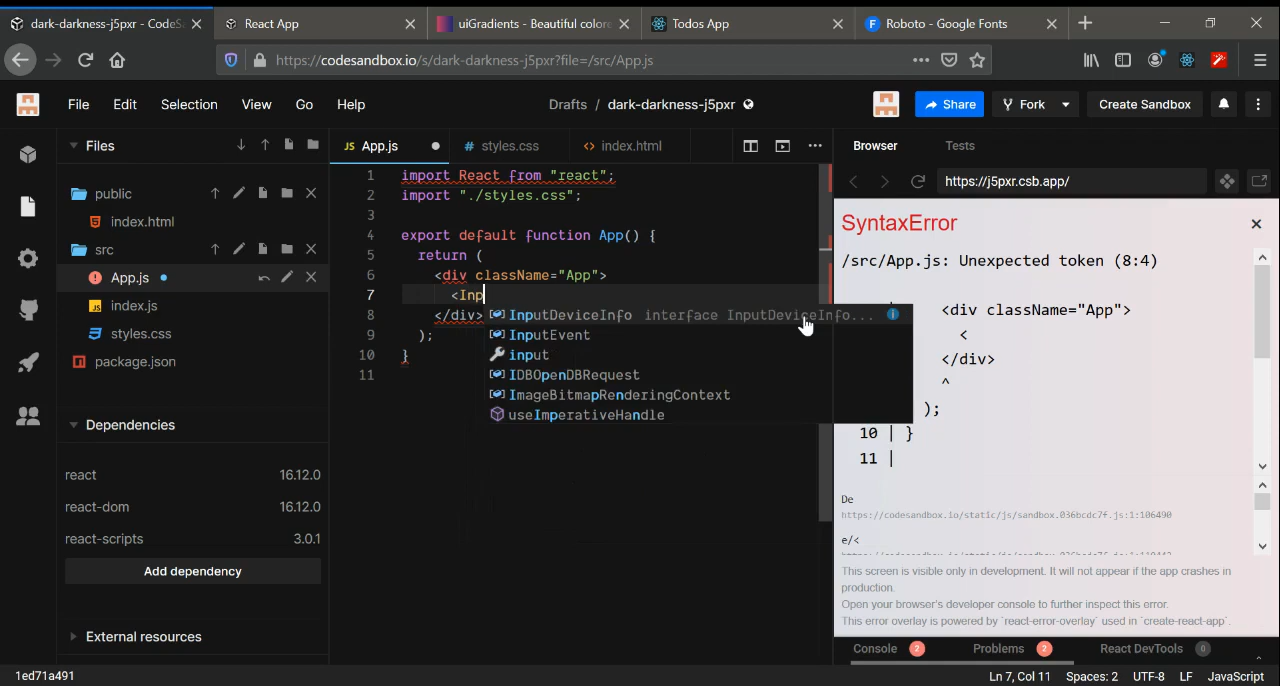 dark-darkness-j5pxr - CodeSa
React App
uiGradients - Beautiful colore
Todos App
Roboto - Google Fonts
https://codesandbox.io/s/dark-darkness-j5pxr?file=/src/App.js
File Edit Selection View Go Help
Drafts / dark-darkness-j5pxr
Share
Fork
Create Sandbox
Files
public
index.html
src
App.js
index.js
styles.css
package.json
Dependencies
react 16.12.0
react-dom 16.12.0
react-scripts 3.0.1
Add dependency
External resources
JS App.js
# styles.css
<> index.html
1 import React from "react";
2 import "./styles.css";
3
4 export default function App() {
5 return (
6 <div className="App">
7 <Inp
8 </div>
9 );
10 }
11
InputDeviceInfo interface InputDeviceInfo...
InputEvent
input
IDBOpenDBRequest
ImageBitmapRenderingContext
useImperativeHandle
Browser Tests
https://j5pxr.csb.app/
SyntaxError
/src/App.js: Unexpected token (8:4)
<div className="App">
<
</div>
^
);
10 | }
11 |
De
https://codesandbox.io/static/js/sandbox.036bcdc7f.js:1:106490
e/<
This screen is visible only in development. It will not appear if the app crashes in
production.
Open your browser's developer console to further inspect this error.
This error overlay is powered by `react-error-overlay` used in `create-react-app`.
Console 2 Problems 2 React DevTools 0
1ed71a491
Ln 7, Col 11 Spaces: 2 UTF-8 LF JavaScript